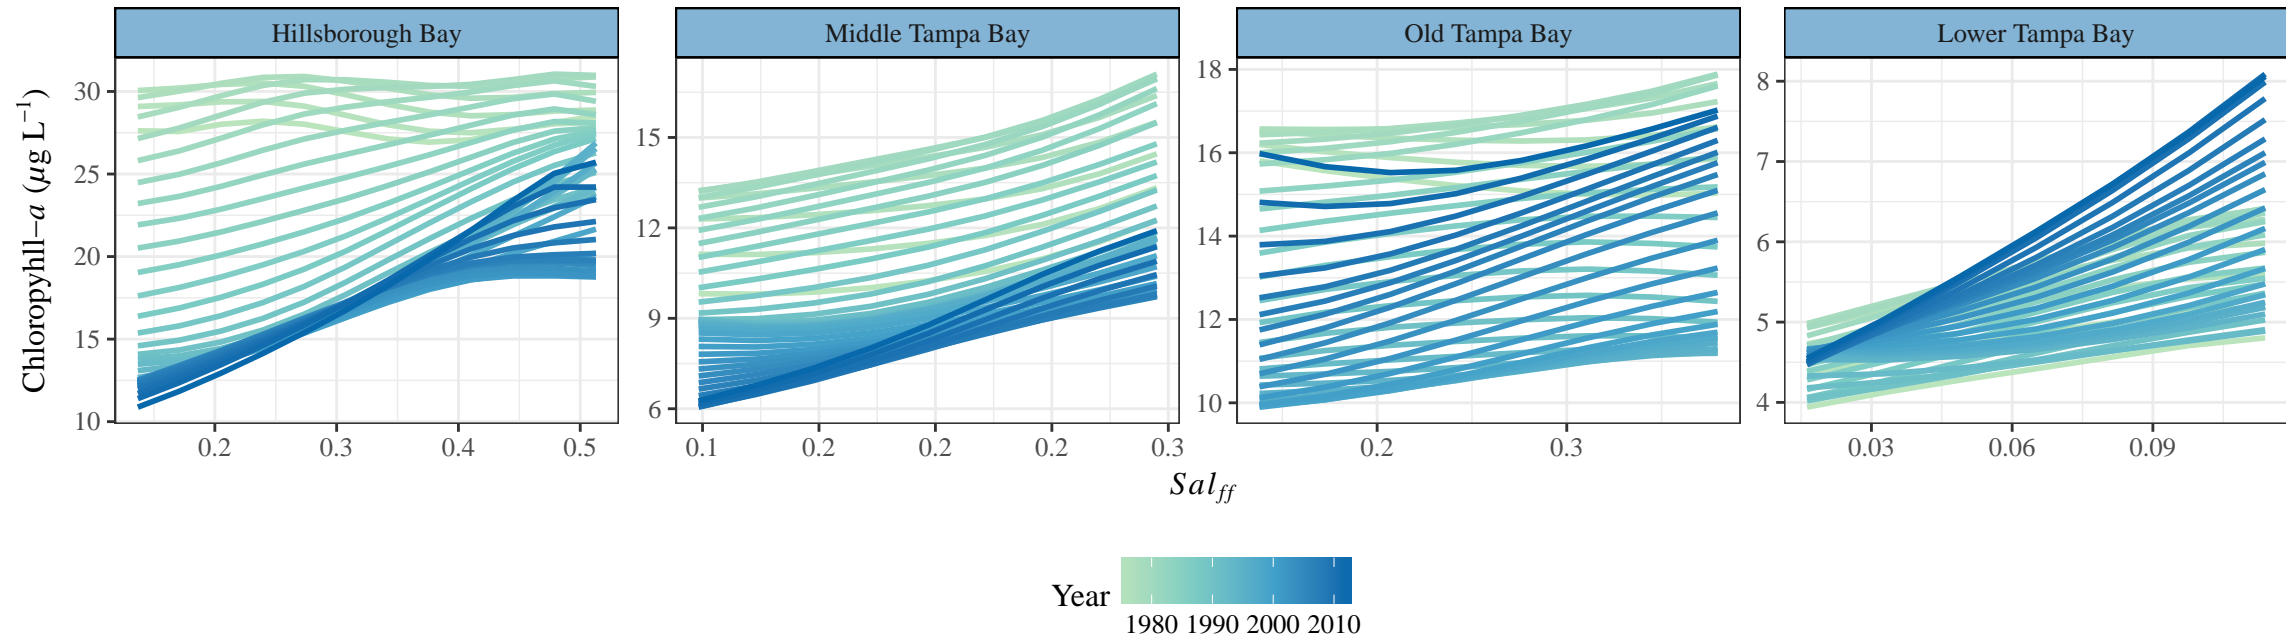 Hillsborough Bay
Middle Tampa Bay
Old Tampa Bay
Lower Tampa Bay
Chloropyhll−a (μg L−1)
30
25
20
15
10
15
12
9
6
18
16
14
12
10
8
7
6
5
4
0.2 0.3 0.4 0.5
0.1 0.2 0.2 0.2 0.3
0.2 0.3
0.03 0.06 0.09
Salff
Year
1980 1990 2000 2010